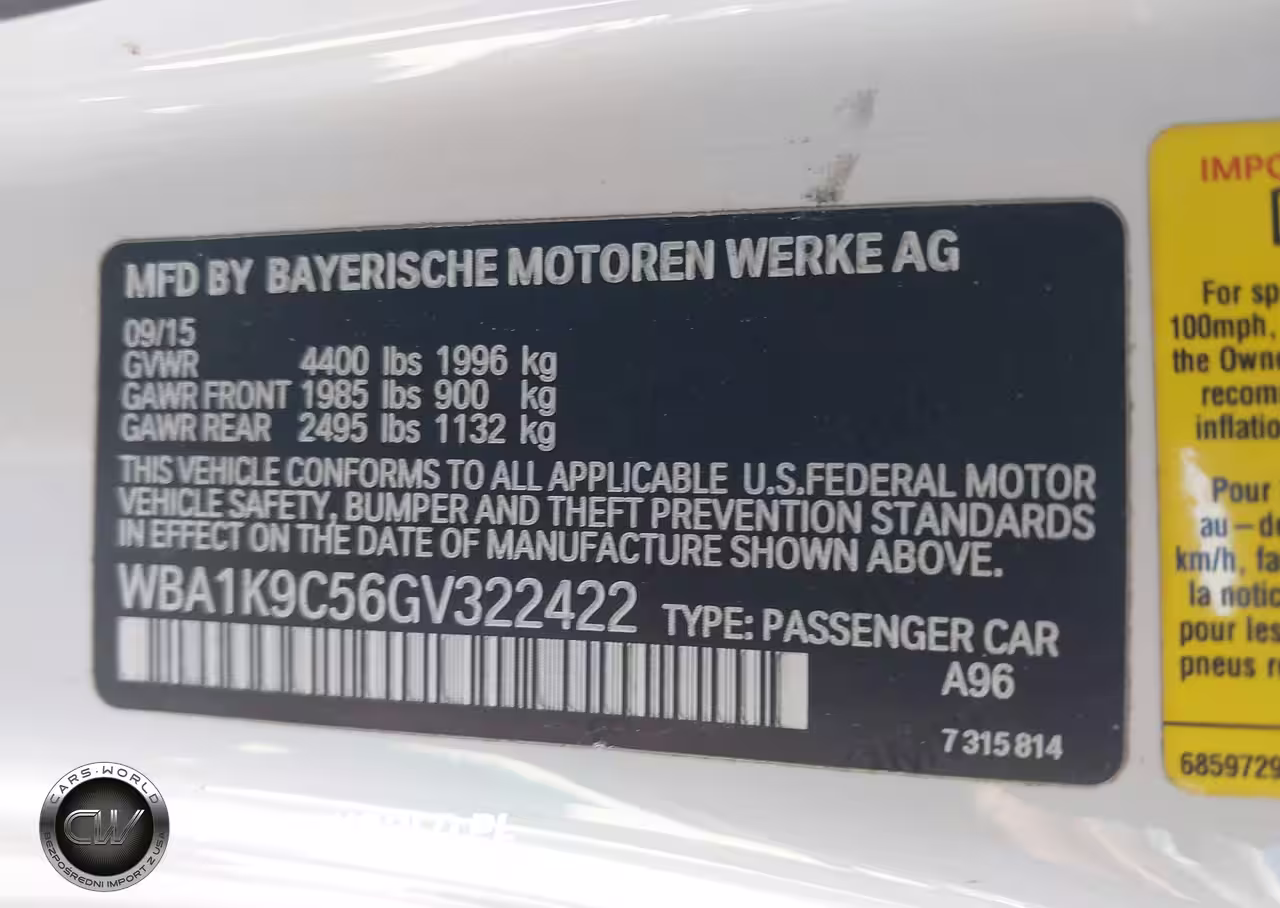 MFD BY BAYERISCHE MOTOREN WERKE AG
09/15
GVWR 4400 lbs 1996 kg
GAWR FRONT 1985 lbs 900 kg
GAWR REAR 2495 lbs 1132 kg
THIS VEHICLE CONFORMS TO ALL APPLICABLE U.S.FEDERAL MOTOR
VEHICLE SAFETY, BUMPER AND THEFT PREVENTION STANDARDS
IN EFFECT ON THE DATE OF MANUFACTURE SHOWN ABOVE.
WBA1K9C56GV322422 TYPE: PASSENGER CAR
A96
7 315 814
IMPO
For sp
100mph,
the Owne
recom
inflatio
Pour
au-d
km/h, fa
la notic
pour les
pneus r
6859729
CARS-WORLD
CW
BEZPOŚREDNI IMPORT Z USA